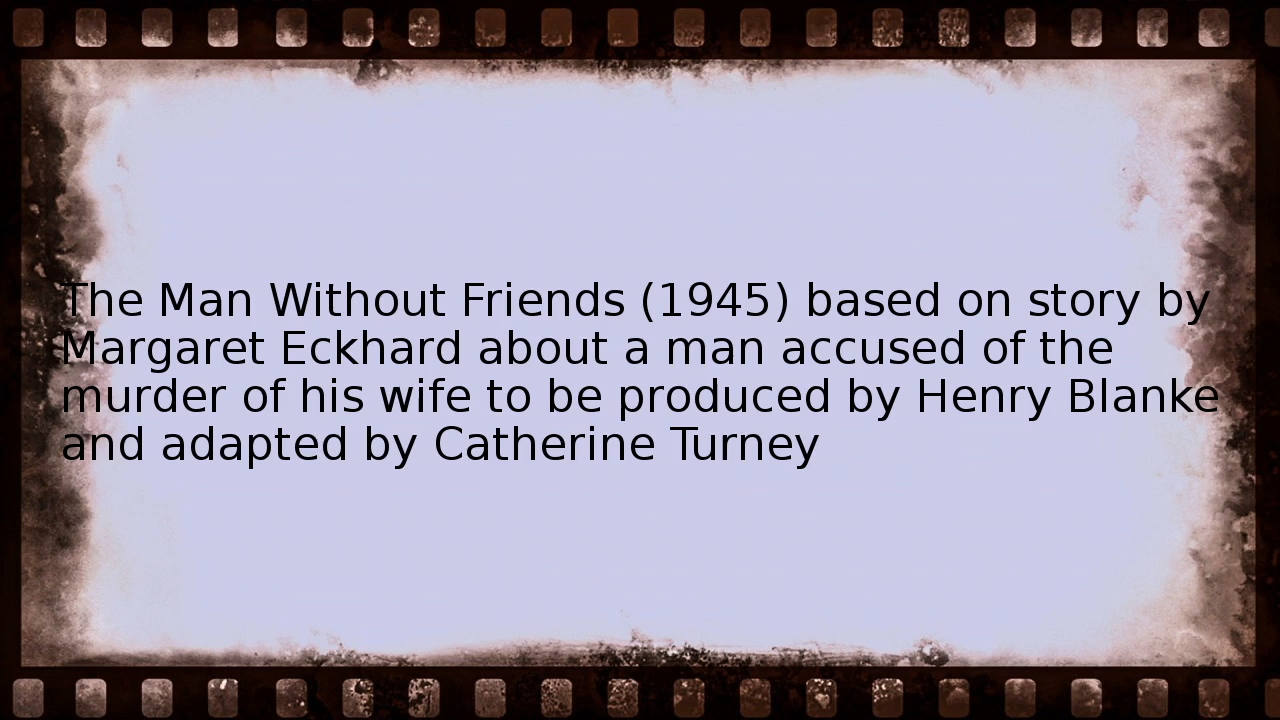 The Man Without Friends (1945) based on story by
Margaret Eckhard about a man accused of the
murder of his wife to be produced by Henry Blanke
and adapted by Catherine Turney